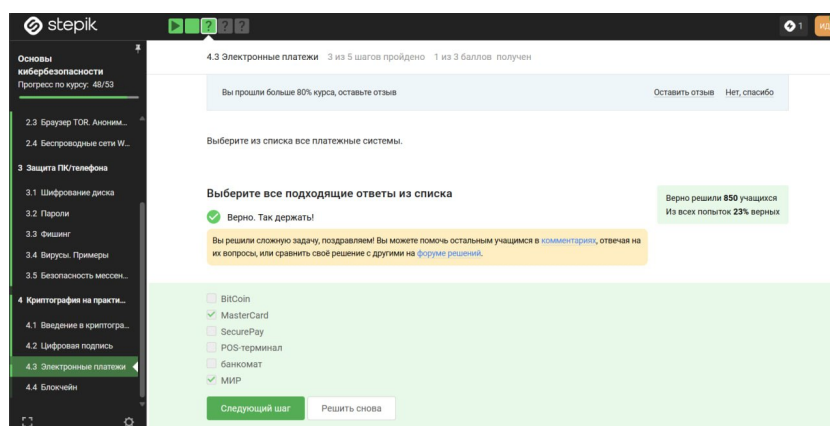 stepik
1
Основы
кибербезопасности
Прогресс по курсу: 48/53
2.3 Браузер TOR. Аноним...
2.4 Беспроводные сети W...
3 Защита ПК/телефона
3.1 Шифрование диска
3.2 Пароли
3.3 Фишинг
3.4 Вирусы. Примеры
3.5 Безопасность мессен...
4 Криптография на практи...
4.1 Введение в криптогра...
4.2 Цифровая подпись
4.3 Электронные платежи
4.4 Блокчейн
4.3 Электронные платежи 3 из 5 шагов пройдено 1 из 3 баллов получен
Вы прошли больше 80% курса, оставьте отзыв Оставить отзыв Нет, спасибо
Выберите из списка все платежные системы.
Выберите все подходящие ответы из списка
Верно. Так держать!
Верно решили 850 учащихся
Из всех попыток 23% верных
Вы решили сложную задачу, поздравляем! Вы можете помочь остальным учащимся в комментариях, отвечая на
их вопросы, или сравнить своё решение с другими на форуме решений.
BitCoin
MasterCard
SecurePay
POS-терминал
банкомат
МИР
Следующий шаг Решить снова